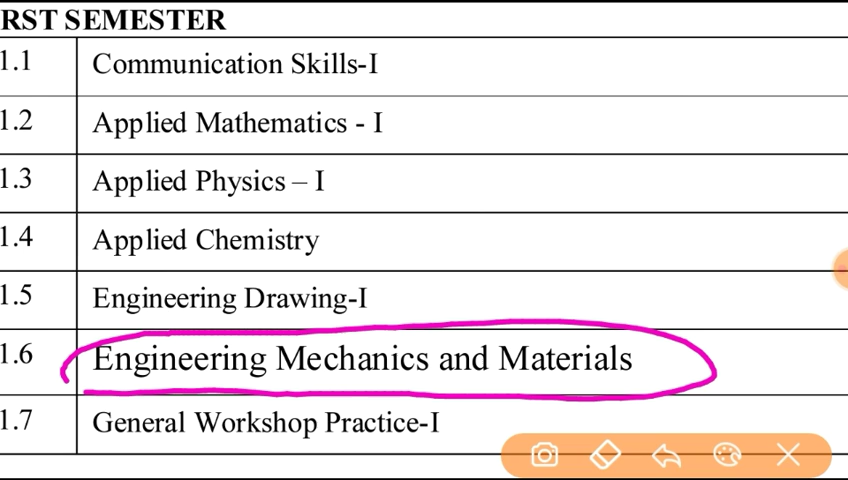 RST SEMESTER
1.1 Communication Skills-I
1.2 Applied Mathematics - I
1.3 Applied Physics – I
1.4 Applied Chemistry
1.5 Engineering Drawing-I
1.6 Engineering Mechanics and Materials
1.7 General Workshop Practice-I